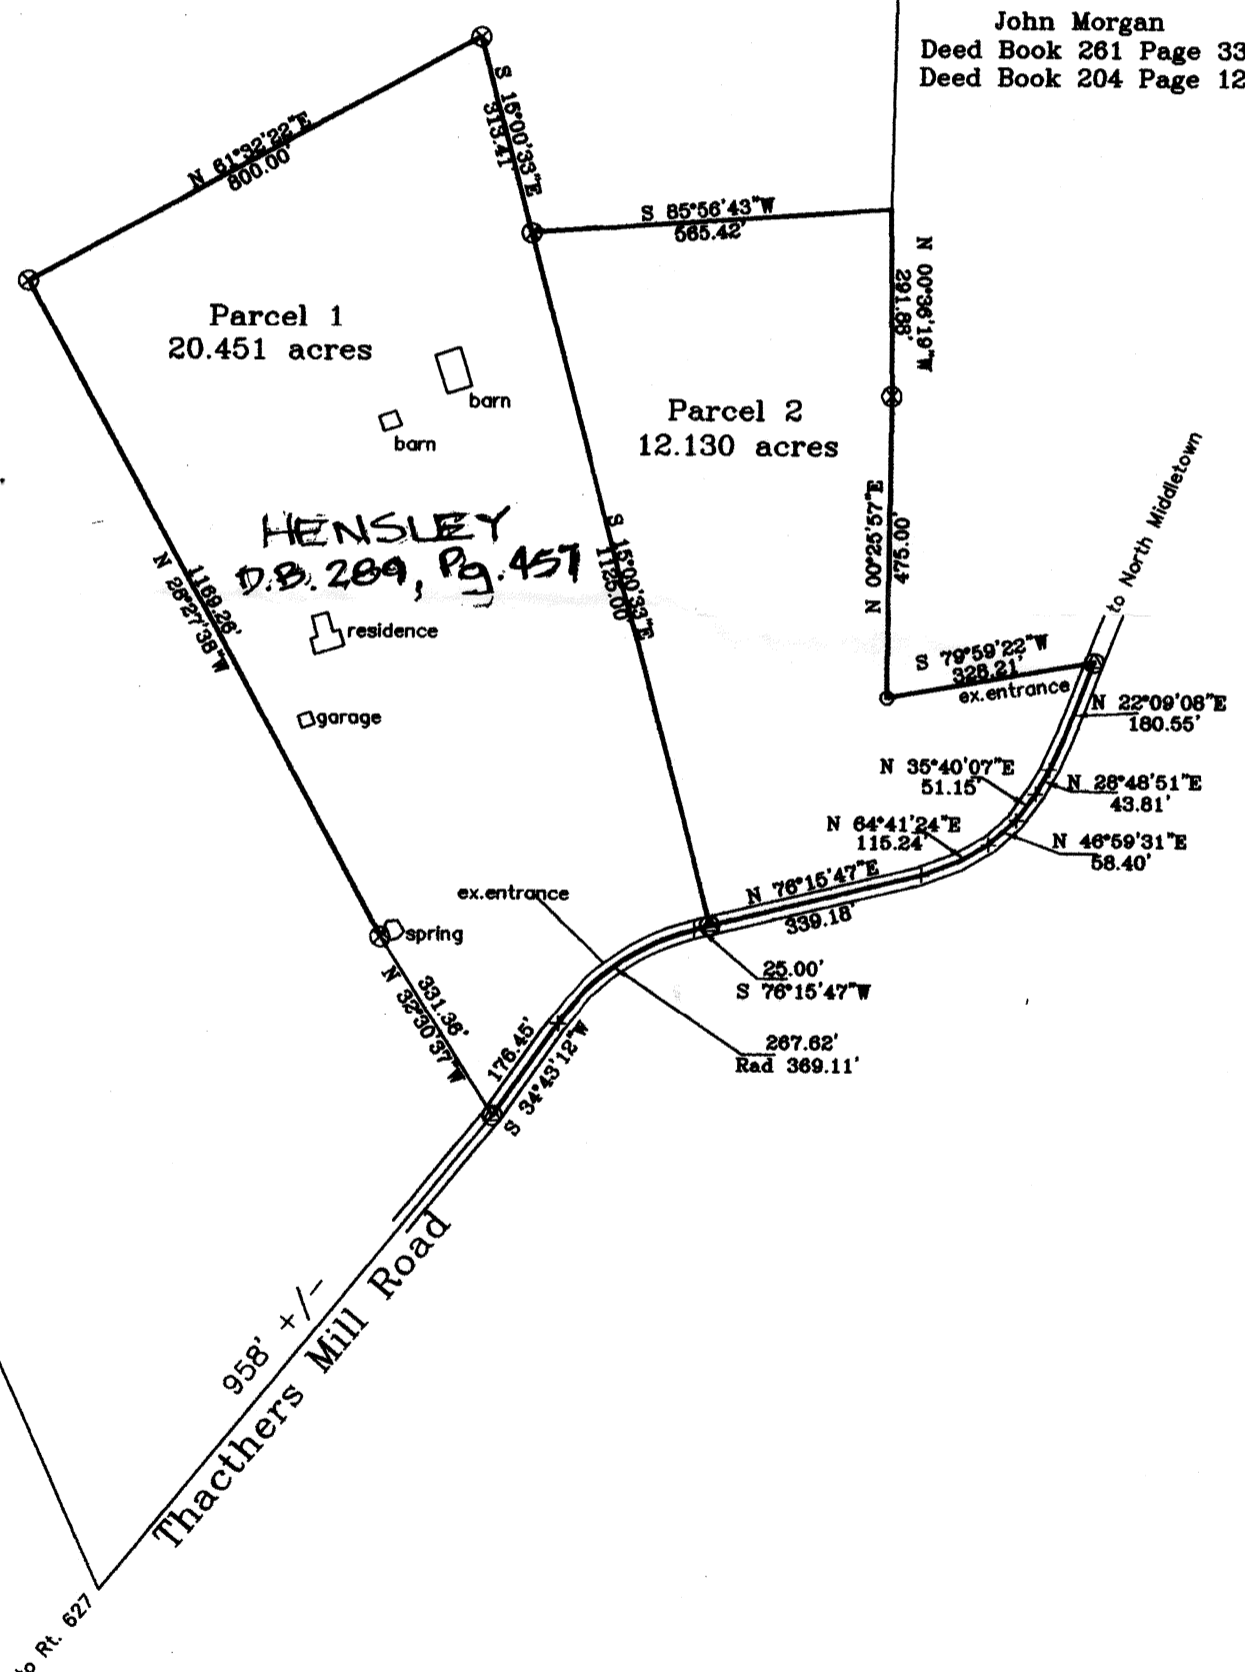 John Morgan
Deed Book 261 Page 33
Deed Book 204 Page 12
S 15°00'33"E
313.41'
N 61°32'22"E
800.00'
S 85°56'43"W
565.42'
N 00°36'19"W
291.88'
Parcel 1
20.451 acres
barn
barn
Parcel 2
12.130 acres
HENSLEY
D.B. 289, Pg. 457
S 15°00'33"E
1125.00'
N 00°25'57"E
475.00'
to North Middletown
1169.26'
N 28°27'38"W
residence
garage
S 79°59'22"W
328.21'
ex.entrance
N 22°09'08"E
180.55'
N 35°40'07"E
51.15'
N 28°48'51"E
43.81'
N 64°41'24"E
115.24'
N 46°59'31"E
58.40'
N 76°15'47"E
339.18'
ex.entrance
spring
25.00'
S 76°15'47"W
331.36'
N 32°30'37"W
176.45'
S 34°43'12"W
267.62'
Rad 369.11'
958' +/-
Thacthers Mill Road
to Rt. 627